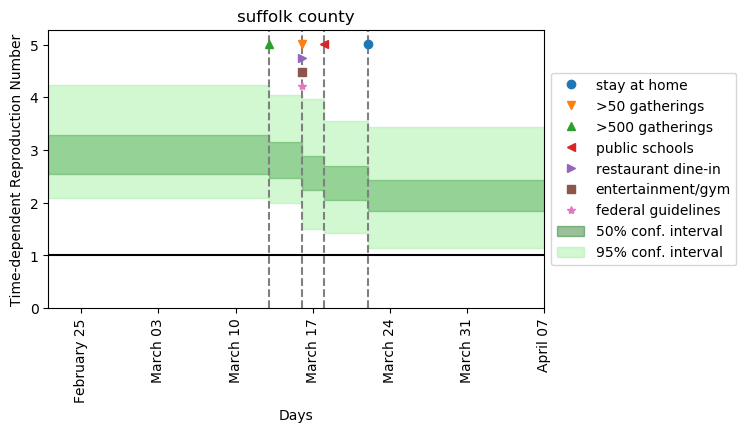 suffolk county
Time-dependent Reproduction Number
5
4
3
2
1
0
February 25
March 03
March 10
March 17
March 24
March 31
April 07
Days
stay at home
>50 gatherings
>500 gatherings
public schools
restaurant dine-in
entertainment/gym
federal guidelines
50% conf. interval
95% conf. interval